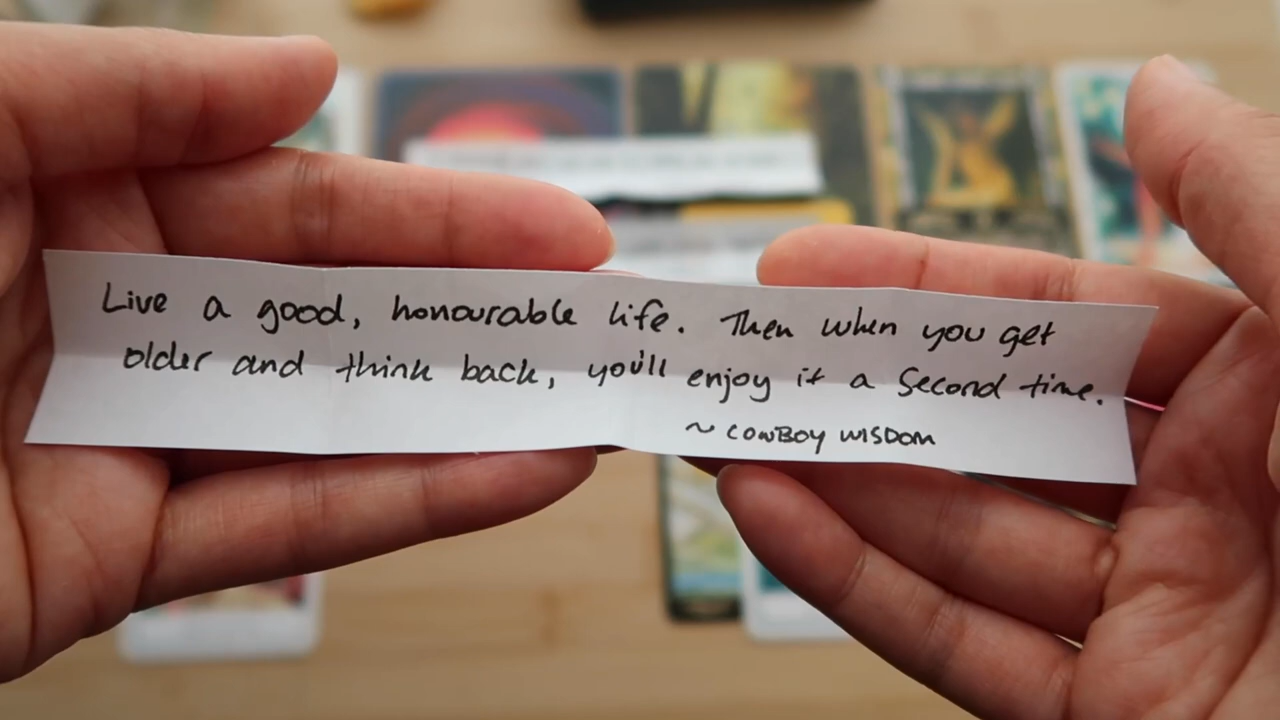 Live a good, honourable life. Then when you get
older and think back, you'll enjoy it a second time.
~ COWBOY WISDOM